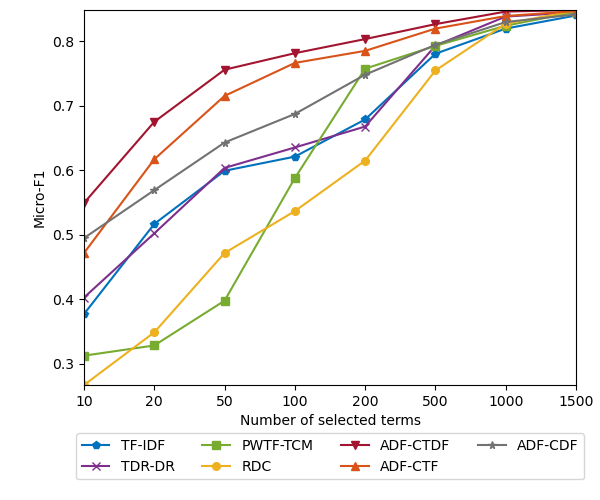 0.8
0.7
0.6
0.5
0.4
0.3
Micro-F1
10 20 50 100 200 500 1000 1500
Number of selected terms
TF-IDF PWTF-TCM ADF-CTDF ADF-CDF
TDR-DR RDC ADF-CTF